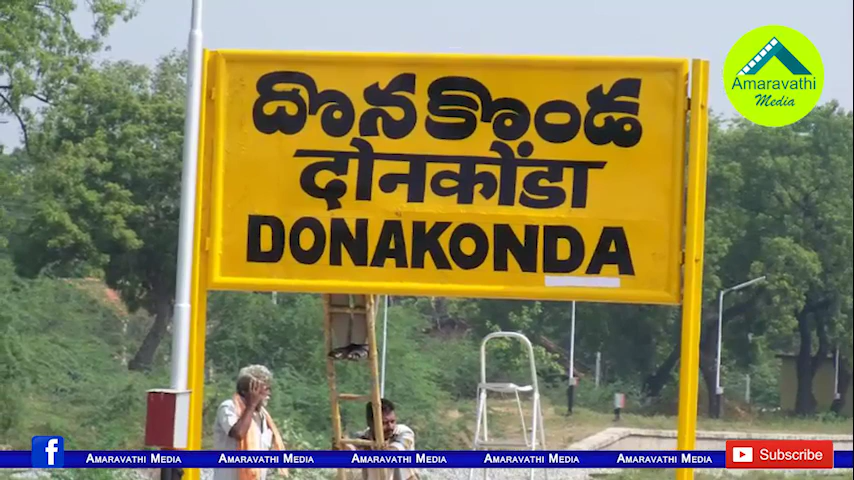 దొనకొండ
दोनकोंडा
DONAKONDA
Amaravathi
Media
f AMARAVATHI MEDIA AMARAVATHI MEDIA AMARAVATHI MEDIA AMARAVATHI MEDIA AMARAVATHI MEDIA Subscribe